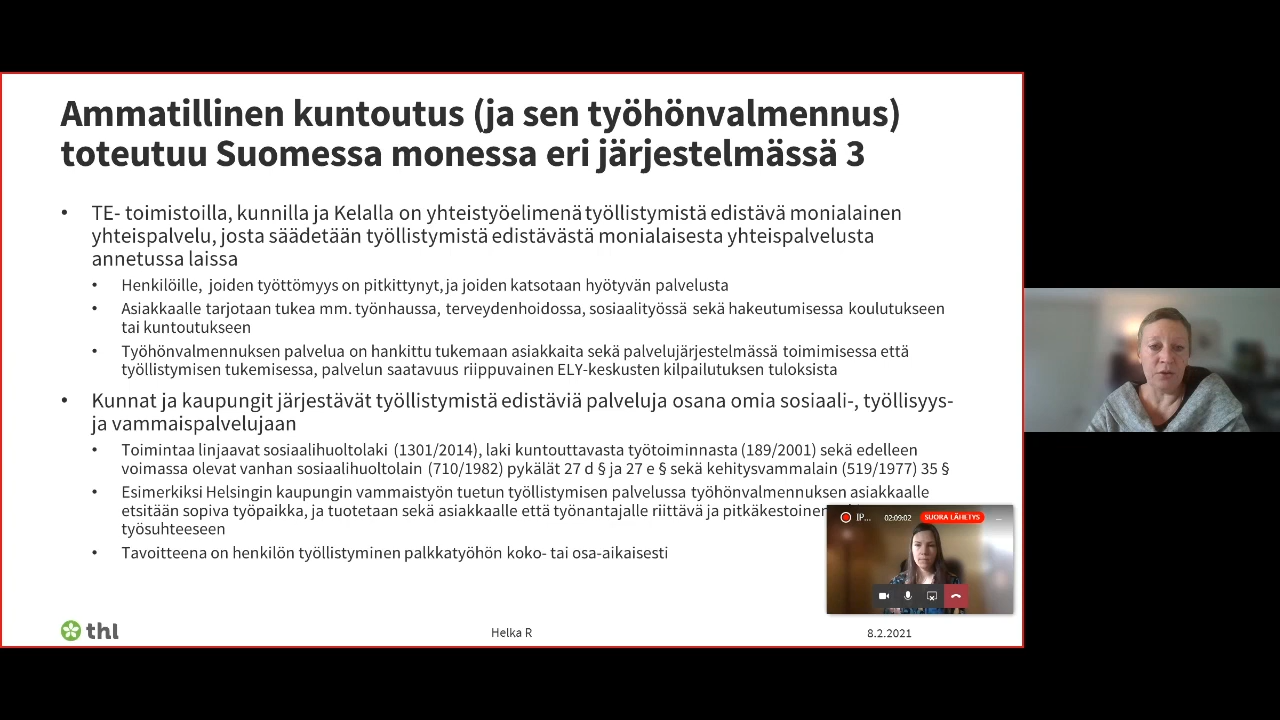 Ammatillinen kuntoutus (ja sen työhönvalmennus)
toteutuu Suomessa monessa eri järjestelmässä 3
• TE- toimistoilla, kunnilla ja Kelalla on yhteistyöelimenä työllistymistä edistävä monialainen
yhteispalvelu, josta säädetään työllistymistä edistävästä monialaisesta yhteispalvelusta
annetussa laissa
• Henkilöille, joiden työttömyys on pitkittynyt, ja joiden katsotaan hyötyvän palvelusta
• Asiakkaalle tarjotaan tukea mm. työnhaussa, terveydenhoidossa, sosiaalityössä sekä hakeutumisessa koulutukseen
tai kuntoutukseen
• Työhönvalmennuksen palvelua on hankittu tukemaan asiakkaita sekä palvelujärjestelmässä toimimisessa että
työllistymisen tukemisessa, palvelun saatavuus riippuvainen ELY-keskusten kilpailutuksen tuloksista
• Kunnat ja kaupungit järjestävät työllistymistä edistäviä palveluja osana omia sosiaali-, työllisyys-
ja vammaispalvelujaan
• Toimintaa linjaavat sosiaalihuoltolaki (1301/2014), laki kuntouttavasta työtoiminnasta (189/2001) sekä edelleen
voimassa olevat vanhan sosiaalihuoltolain (710/1982) pykälät 27 d § ja 27 e § sekä kehitysvammalain (519/1977) 35 §
• Esimerkiksi Helsingin kaupungin vammaistyön tuetun työllistymisen palvelussa työhönvalmennuksen asiakkaalle
etsitään sopiva työpaikka, ja tuotetaan sekä asiakkaalle että työnantajalle riittävä ja pitkäkestoinen
työsuhteeseen
• Tavoitteena on henkilön työllistyminen palkkatyöhön koko- tai osa-aikaisesti
IP... 02:09:02 SUORA LÄHETYS ...
thl
Helka R
8.2.2021